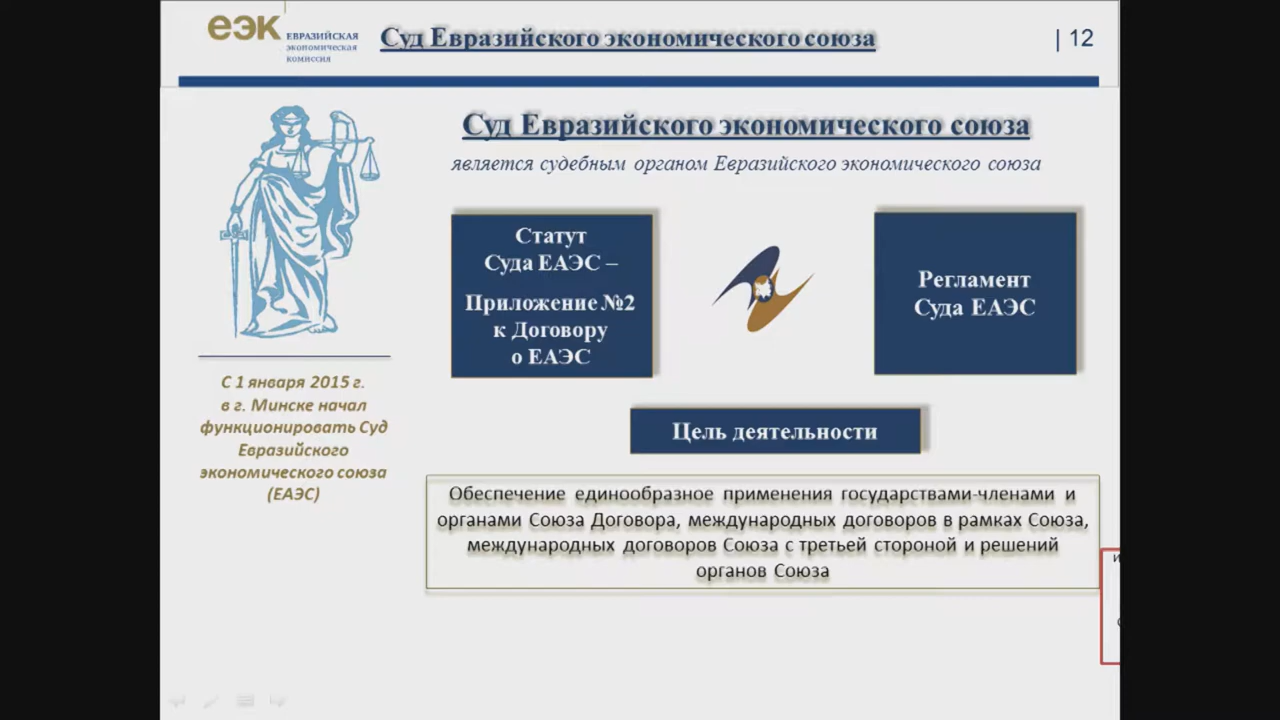 еэк
ЕВРАЗИЙСКАЯ
экономическая
комиссия
Суд Евразийского экономического союза
| 12
Суд Евразийского экономического союза
является судебным органом Евразийского экономического союза
Статут
Суда ЕАЭС –
Приложение №2
к Договору
о ЕАЭС
Регламент
Суда ЕАЭС
С 1 января 2015 г.
в г. Минске начал
функционировать Суд
Евразийского
экономического союза
(ЕАЭС)
Цель деятельности
Обеспечение единообразное применения государствами-членами и
органами Союза Договора, международных договоров в рамках Союза,
международных договоров Союза с третьей стороной и решений
органов Союза